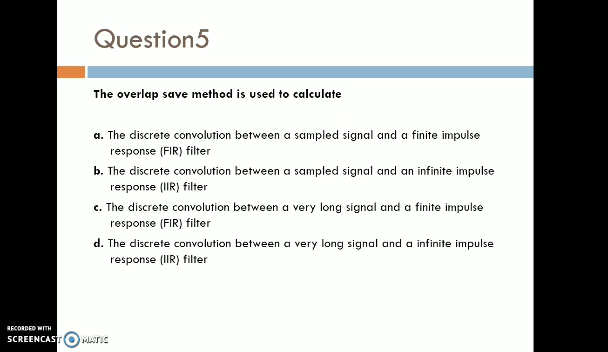 Question5
The overlap save method is used to calculate
a. The discrete convolution between a sampled signal and a finite impulse
response (FIR) filter
b. The discrete convolution between a sampled signal and an infinite impulse
response (IIR) filter
c. The discrete convolution between a very long signal and a finite impulse
response (FIR) filter
d. The discrete convolution between a very long signal and a infinite impulse
response (IIR) filter
RECORDED WITH
SCREENCAST MATIC